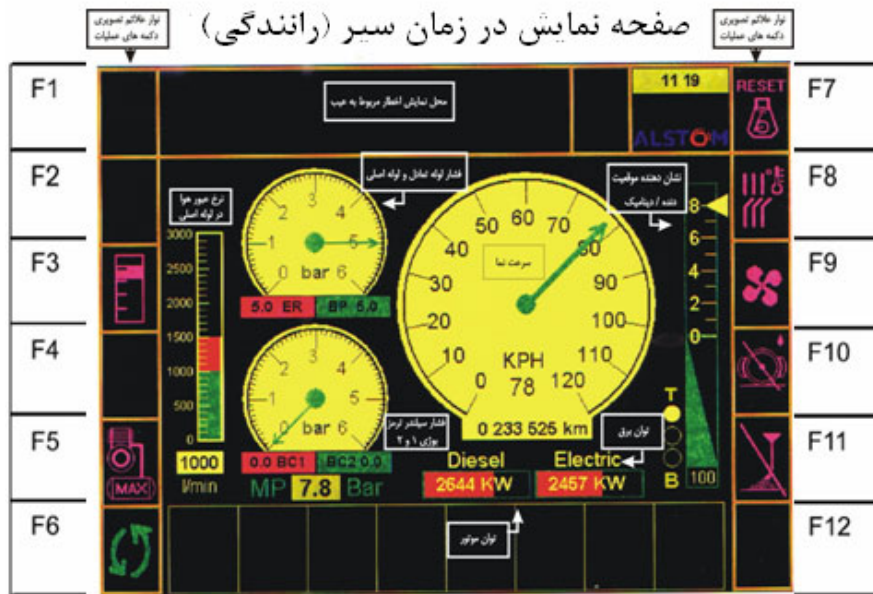 نوار علائم تصویری
دکمه های عملیات
صفحه نمایش در زمان سیر (رانندگی)
نوار علائم تصویری
دکمه های عملیات
F1
F2
F3
F4
F5
F6
محل نمایش اخطار مربوط به عیب
11 19
ALSTOM
RESET
فشار لوله تعادل و لوله اصلی
نشان دهنده موقعیت
دنده / دینامیک
نرخ عبور هوا
در لوله اصلی
3000
2500
2000
1500
1000
500
0
1000
l/min
0 1 2 3 4 5 6
bar
5.0 ER BP 5.0
0 1 2 3 4 5 6
bar
0.0 BC1 BC2 0.0
فشار سیلندر ترمز
بوژی ۱ و ۲
MP 7.8 Bar
سرعت نما
0 10 20 30 40 50 60 70 80 90 100 110 120
KPH
78
0 233 525 km
توان برق
Diesel Electric
2644 KW 2457 KW
توان موتور
8
6
4
2
0
T
B
100
MAX
F7
F8
F9
F10
F11
F12